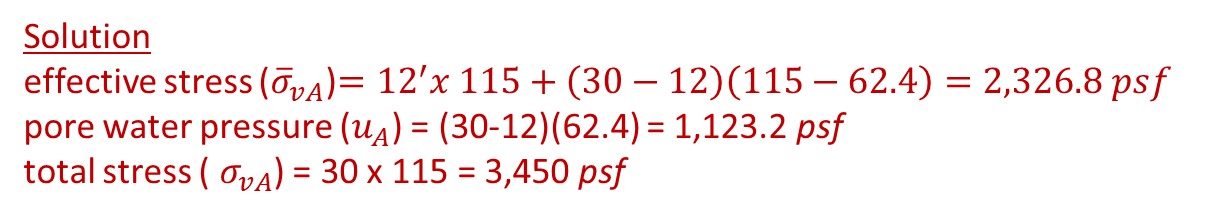 Solution
effective stress (σ̄vA)= 12′x 115 + (30 − 12)(115 − 62.4) = 2,326.8 psf
pore water pressure (uA) = (30-12)(62.4) = 1,123.2 psf
total stress ( σvA) = 30 x 115 = 3,450 psf